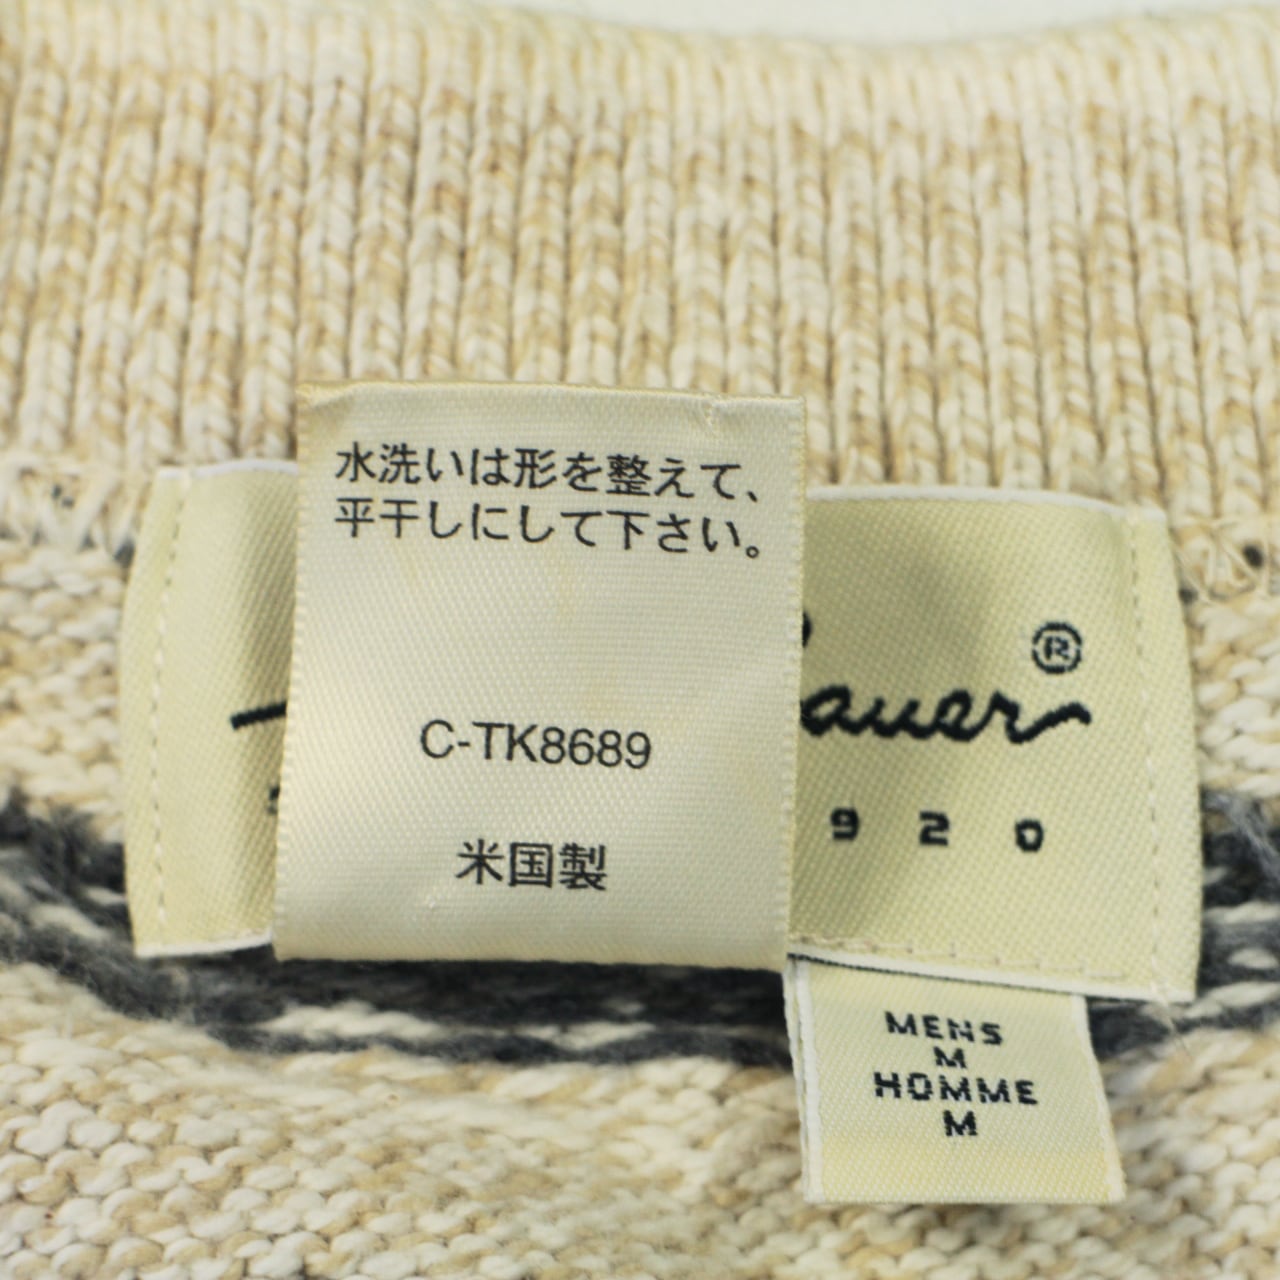 水洗いは形を整えて、
平干しにして下さい。
C-TK8689
米国製
Bauer®
920
MENS
M
HOMME
M